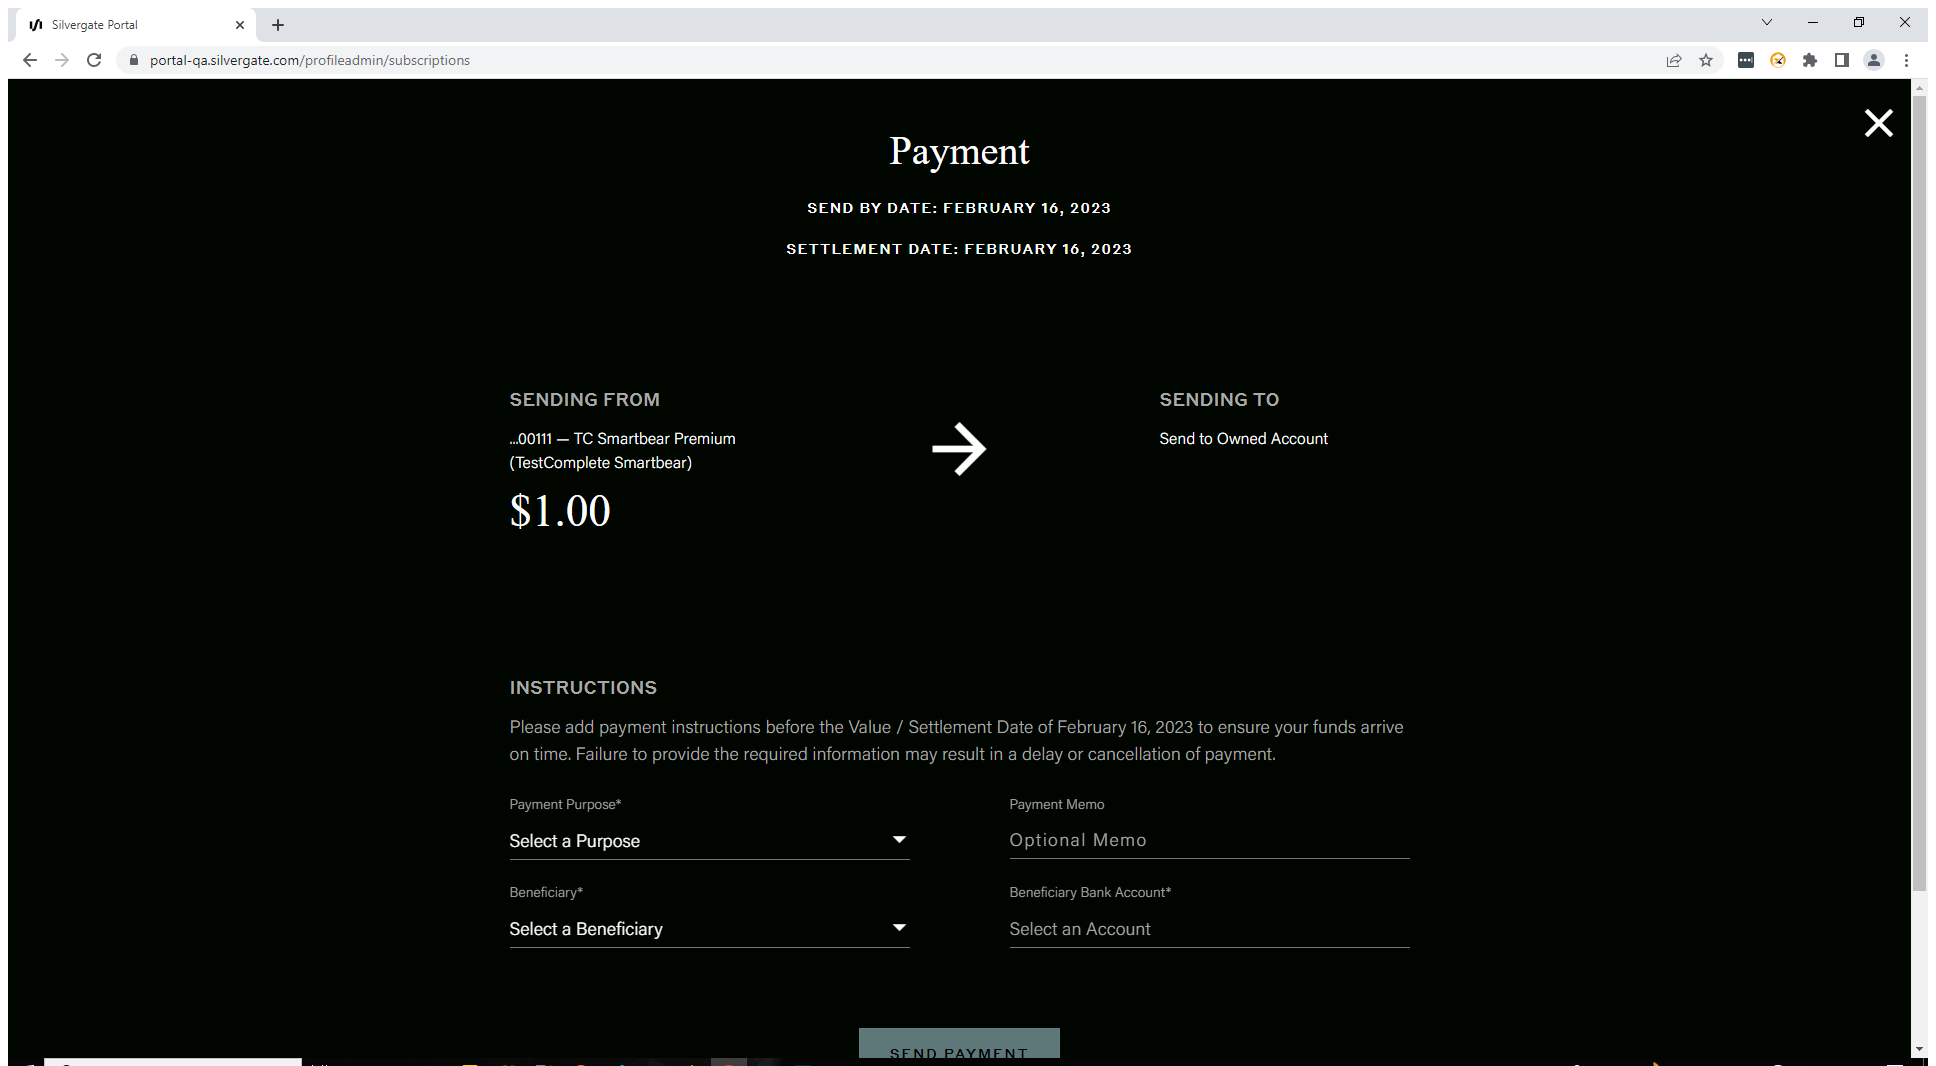 Silvergate Portal
portal-qa.silvergate.com/profileadmin/subscriptions
Payment
SEND BY DATE: FEBRUARY 16, 2023
SETTLEMENT DATE: FEBRUARY 16, 2023
SENDING FROM
...00111 — TC Smartbear Premium
(TestComplete Smartbear)
$1.00
SENDING TO
Send to Owned Account
INSTRUCTIONS
Please add payment instructions before the Value / Settlement Date of February 16, 2023 to ensure your funds arrive
on time. Failure to provide the required information may result in a delay or cancellation of payment.
Payment Purpose*
Select a Purpose
Payment Memo
Optional Memo
Beneficiary*
Select a Beneficiary
Beneficiary Bank Account*
Select an Account
SEND PAYMENT